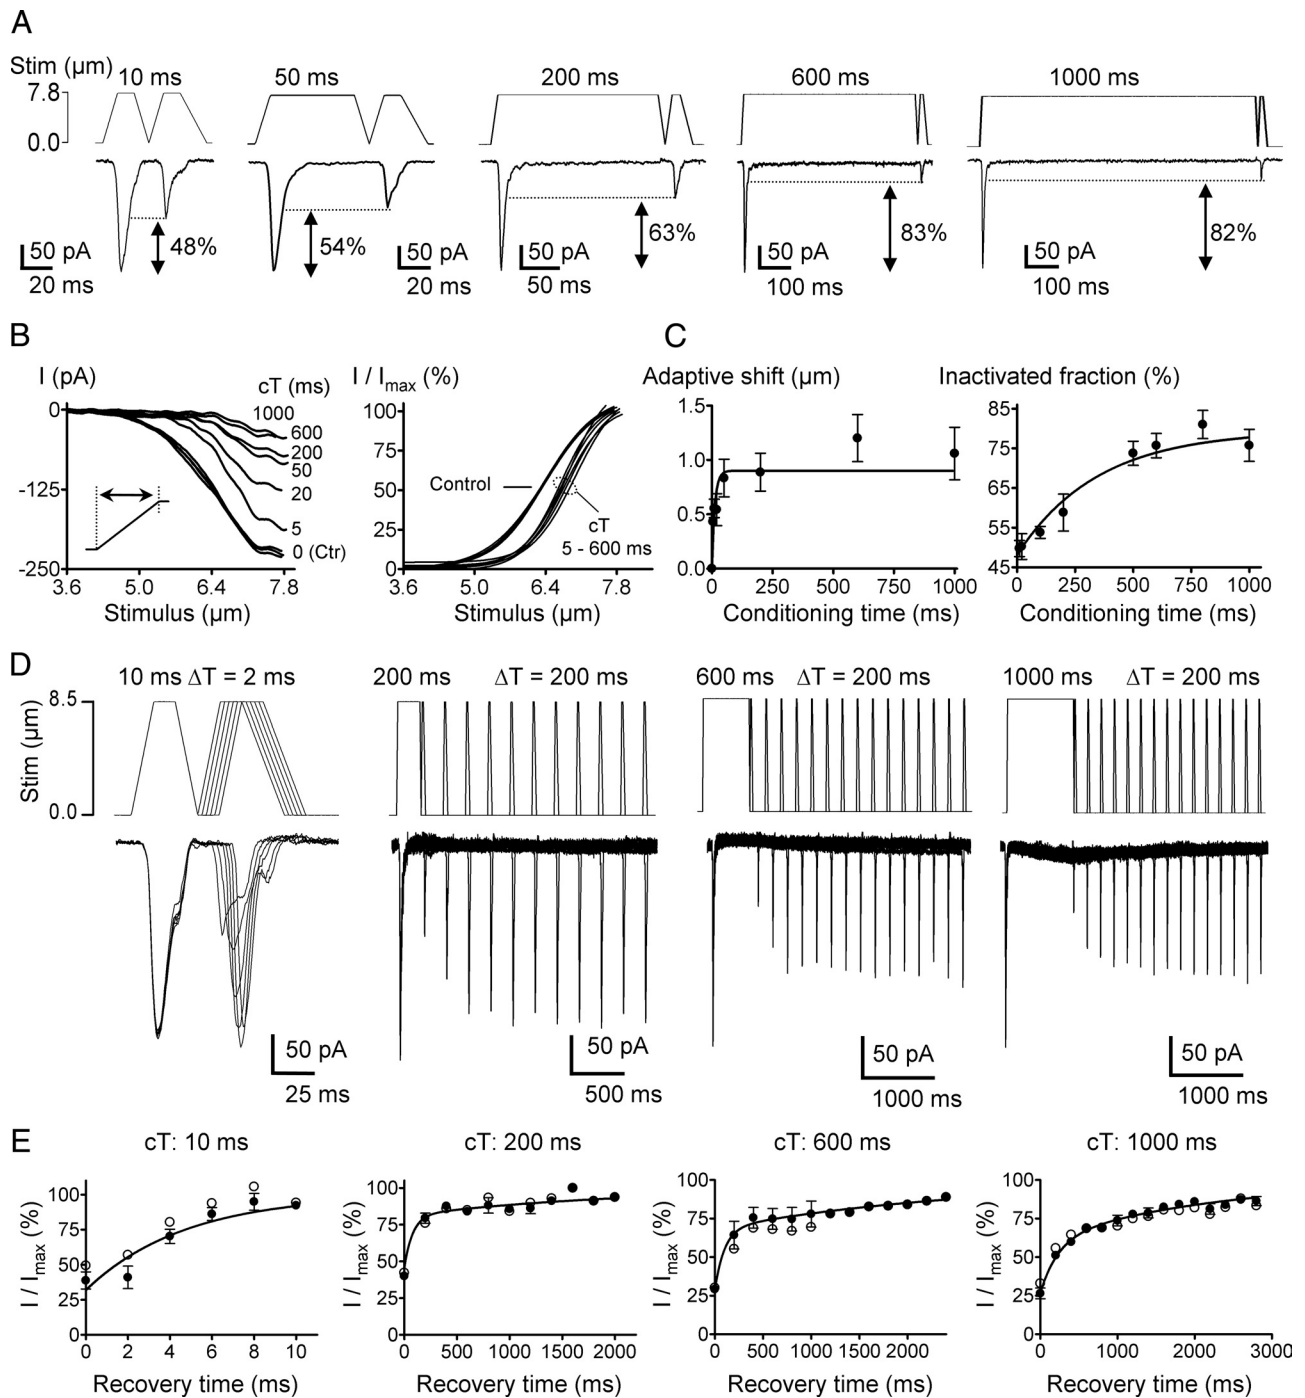 A
Stim (µm)
10 ms
50 ms
200 ms
600 ms
1000 ms
7.8
0.0
48%
54%
63%
83%
82%
50 pA
20 ms
50 pA
20 ms
50 pA
50 ms
50 pA
100 ms
50 pA
100 ms
B
I (pA)
cT (ms)
0
-125
-250
1000
600
200
50
20
5
0 (Ctr)
3.6 5.0 6.4 7.8
Stimulus (µm)
I / Imax (%)
100
75
50
25
0
Control
cT
5 - 600 ms
3.6 5.0 6.4 7.8
Stimulus (µm)
C
Adaptive shift (µm)
1.5
1.0
0.5
0.0
0 250 500 750 1000
Conditioning time (ms)
Inactivated fraction (%)
85
75
65
55
45
0 250 500 750 1000
Conditioning time (ms)
D
10 ms ΔT = 2 ms
200 ms ΔT = 200 ms
600 ms ΔT = 200 ms
1000 ms ΔT = 200 ms
Stim (µm)
8.5
0.0
50 pA
25 ms
50 pA
500 ms
50 pA
1000 ms
50 pA
1000 ms
E
cT: 10 ms
I / Imax (%)
100
75
50
25
0
0 2 4 6 8 10
Recovery time (ms)
cT: 200 ms
I / Imax (%)
100
75
50
25
0
0 500 1000 1500 2000
Recovery time (ms)
cT: 600 ms
I / Imax (%)
100
75
50
25
0
0 500 1000 1500 2000
Recovery time (ms)
cT: 1000 ms
I / Imax (%)
100
75
50
25
0
0 1000 2000 3000
Recovery time (ms)